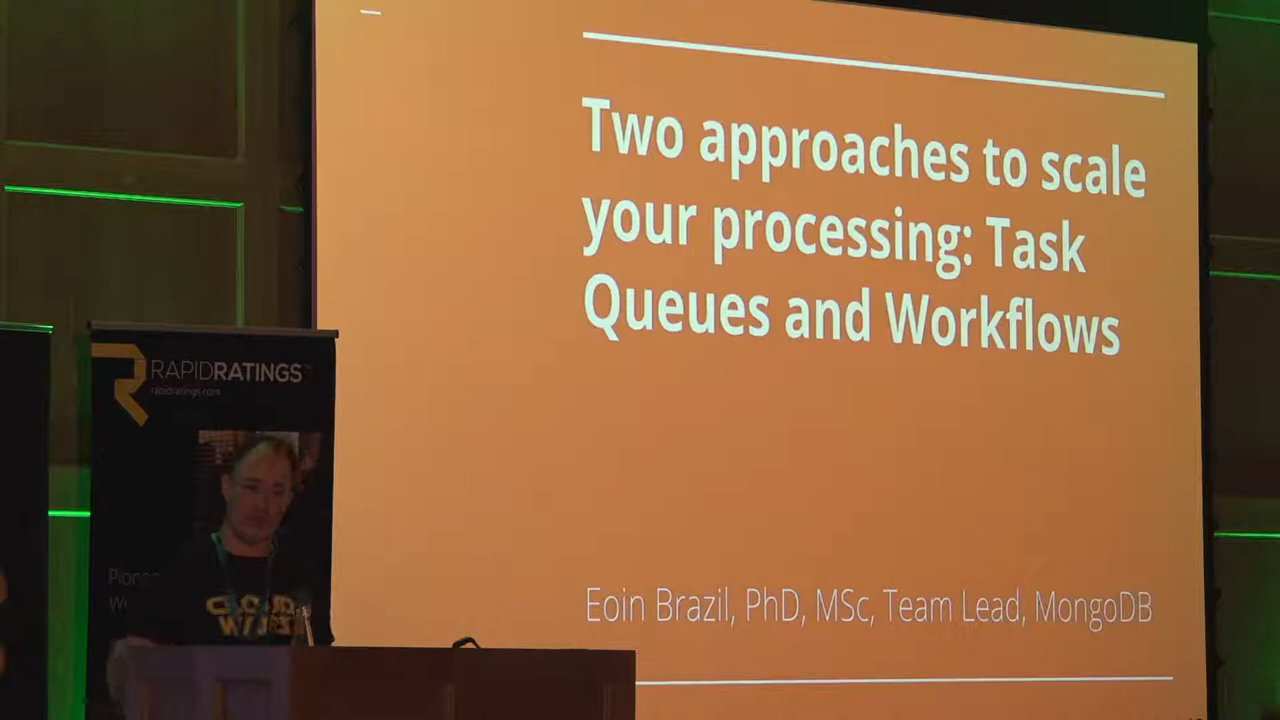 Two approaches to scale
your processing: Task
Queues and Workflows
Eoin Brazil, PhD, MSc, Team Lead, MongoDB
RAPIDRATINGS
rapidratings.com